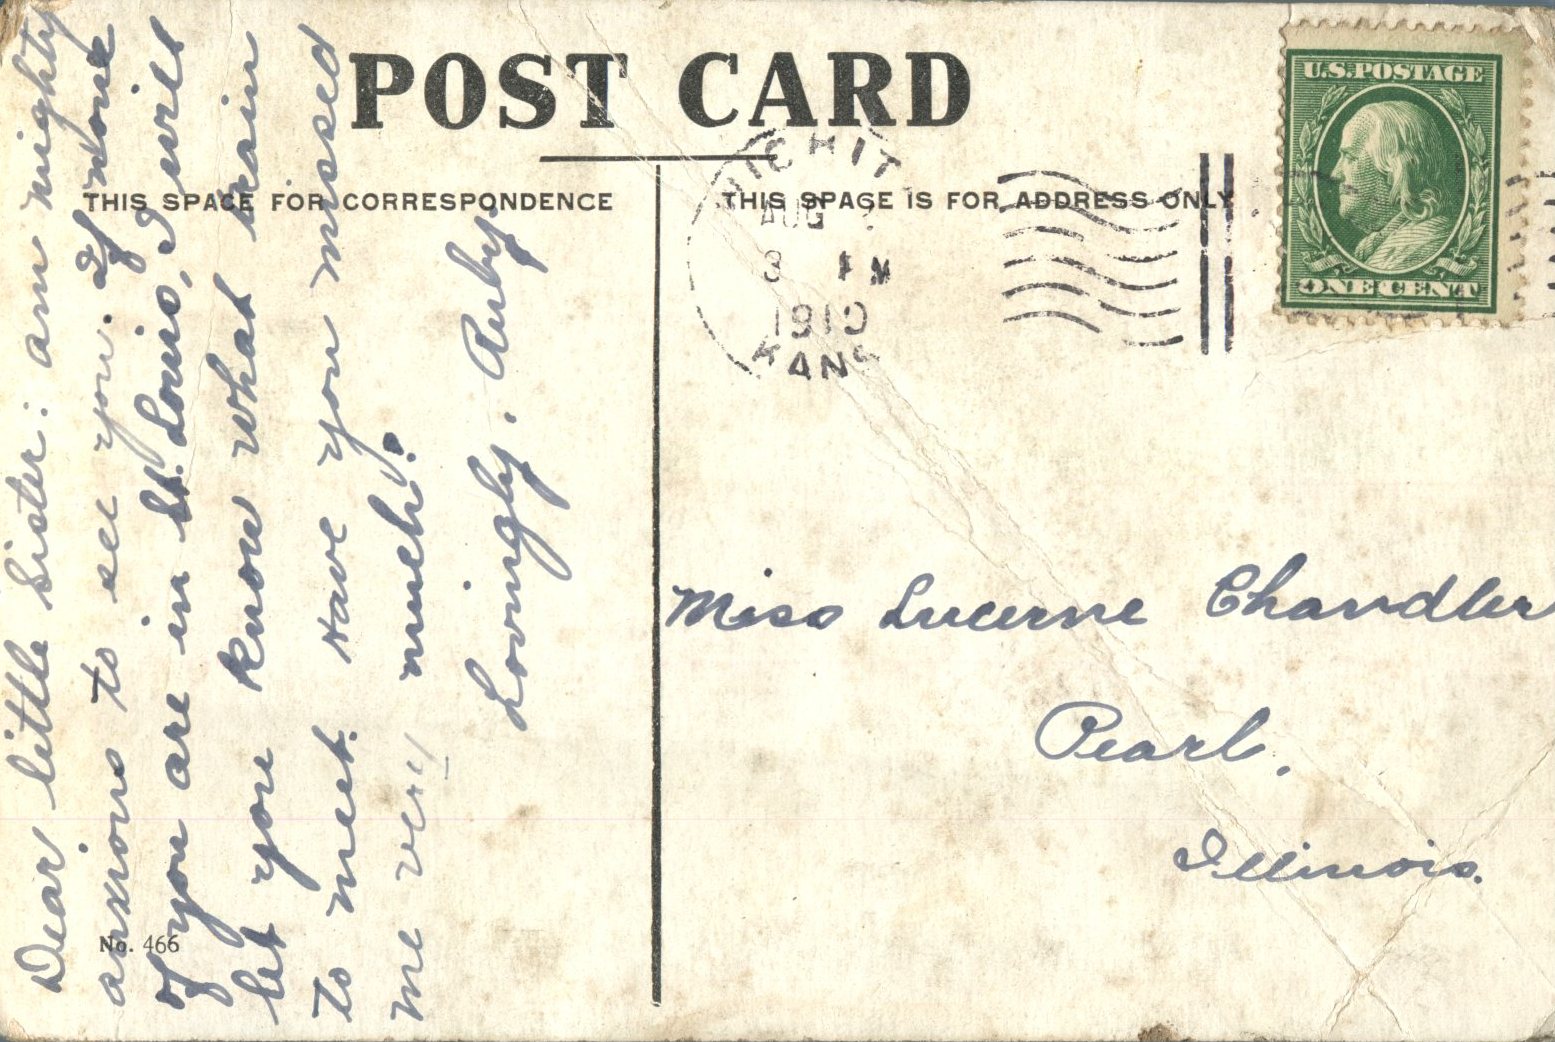 POST CARD
THIS SPACE FOR CORRESPONDENCE
THIS SPACE IS FOR ADDRESS ONLY
U.S. POSTAGE
ONE CENT
WICHIT
AUG
3 PM
1910
KANS
Dear little Sister: am mighty
anxious to see you. If none
of you are in St. Louis, I will
let you know what train
to meet. Have you missed
me very much?
Lovingly, Ruby.
Miss Lucerne Chandler
Pearl,
Illinois.
No. 466